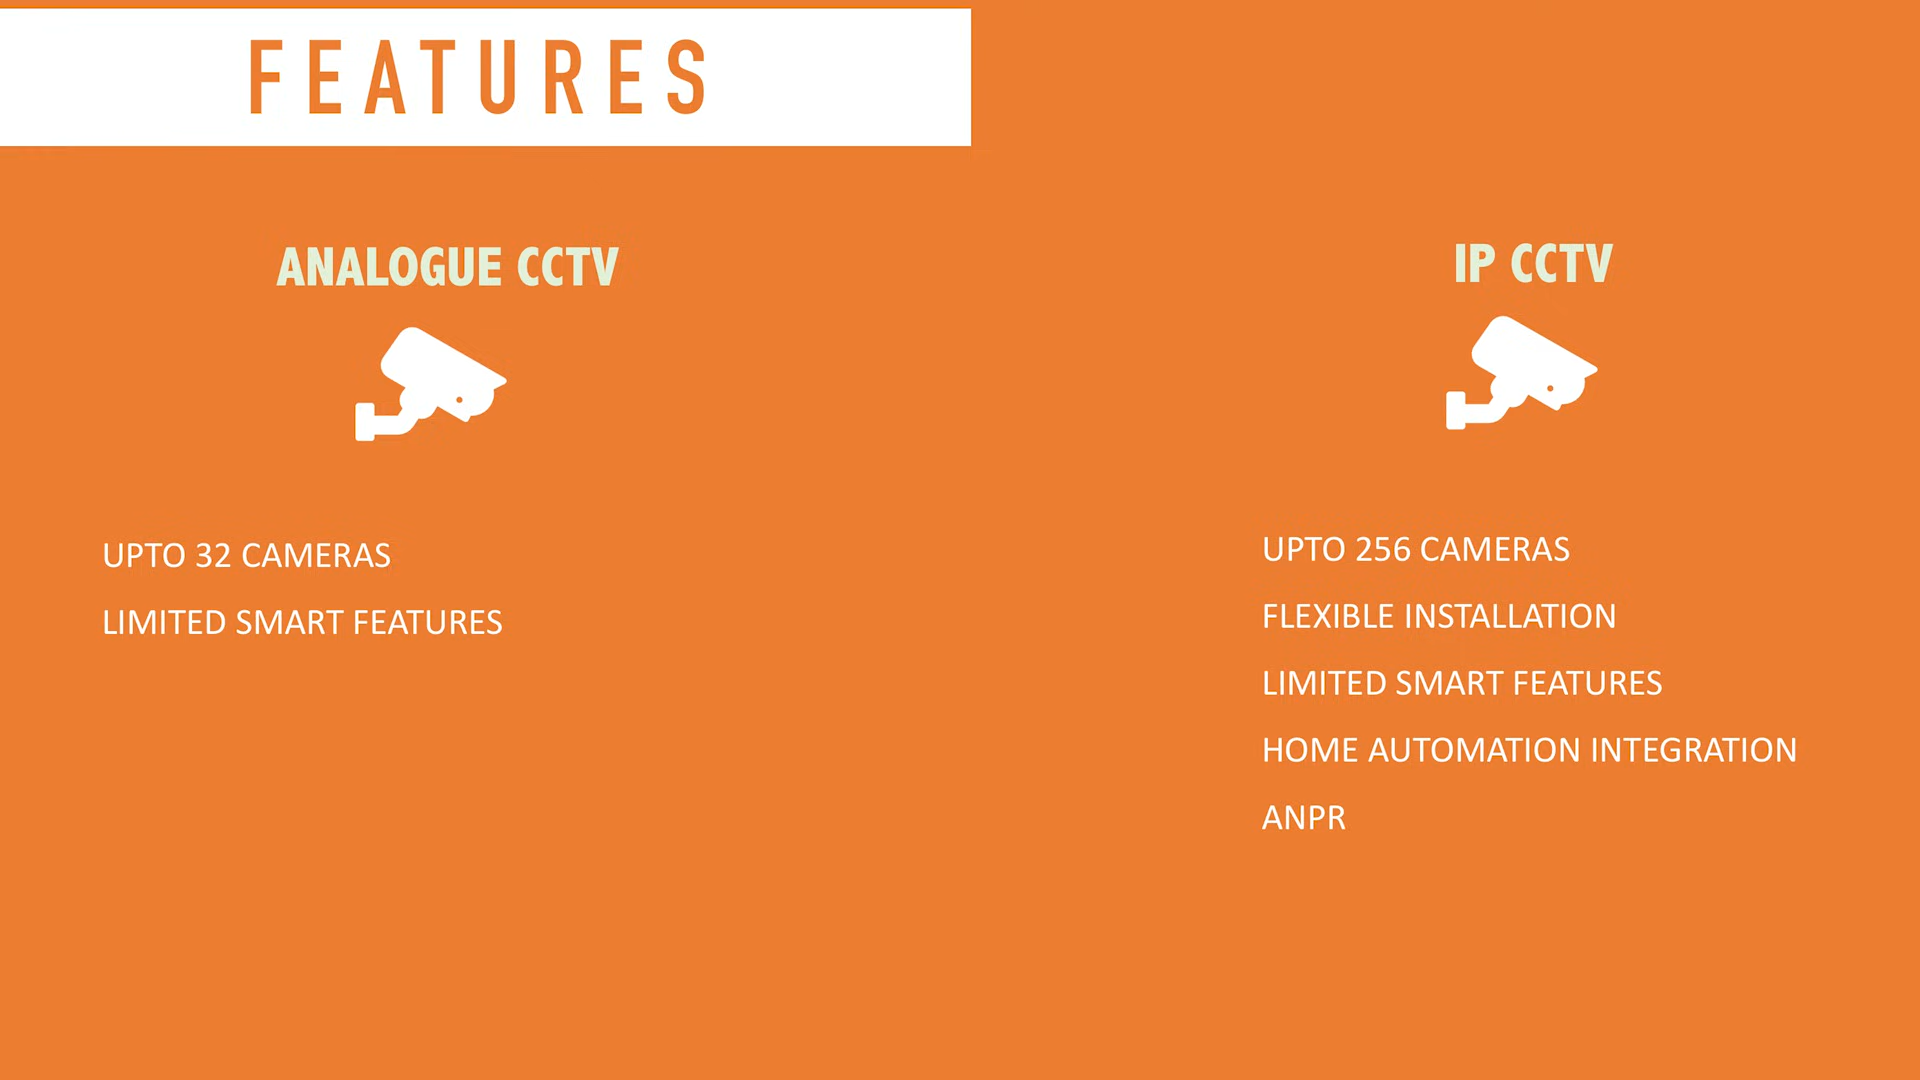 FEATURES
ANALOGUE CCTV
UPTO 32 CAMERAS
LIMITED SMART FEATURES
IP CCTV
UPTO 256 CAMERAS
FLEXIBLE INSTALLATION
LIMITED SMART FEATURES
HOME AUTOMATION INTEGRATION
ANPR